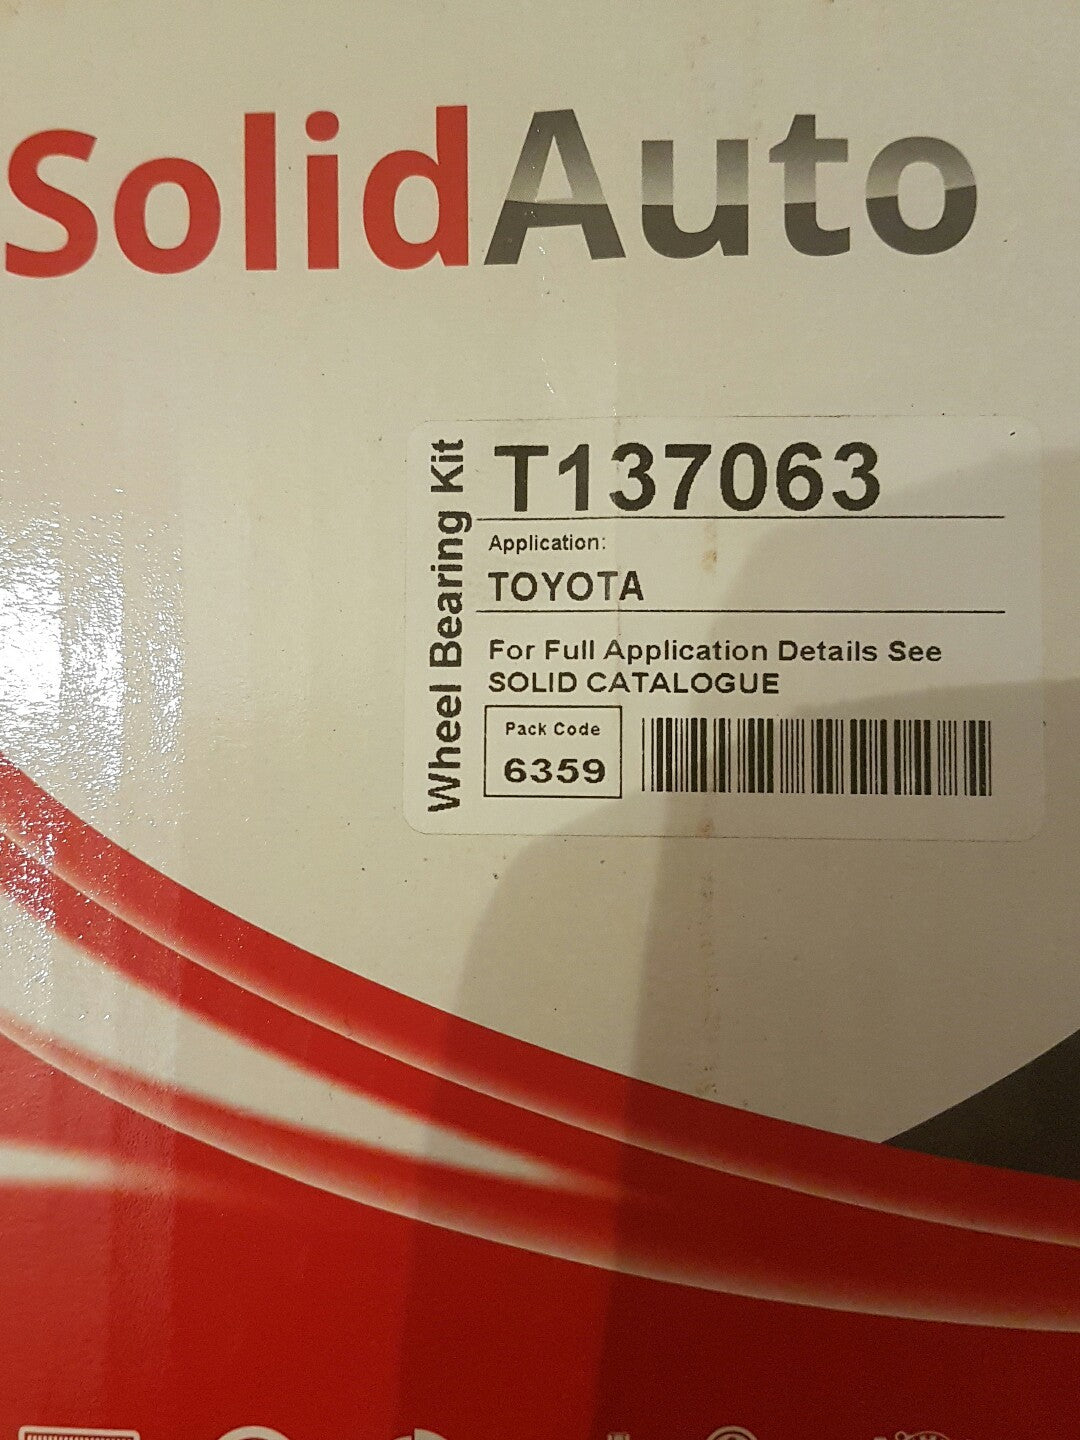 SolidAuto
Wheel Bearing Kit
T137063
Application:
TOYOTA
For Full Application Details See
SOLID CATALOGUE
Pack Code
6359